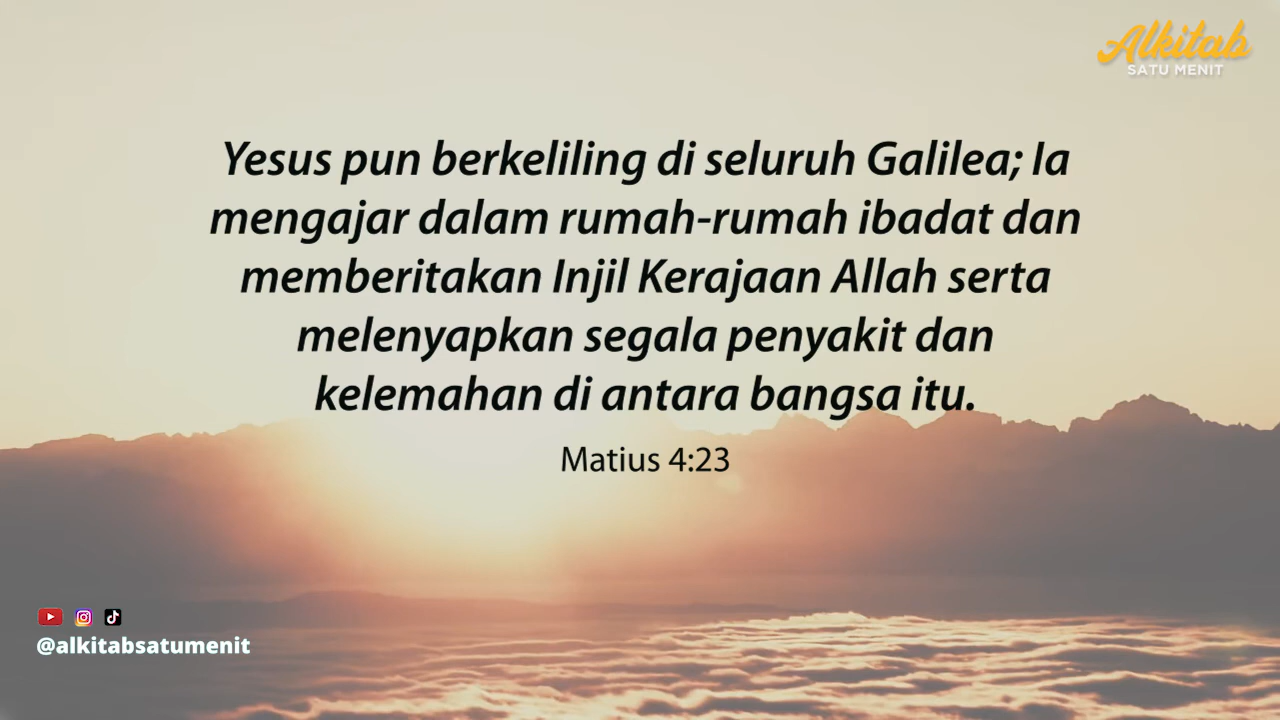 Alkitab
SATU MENIT
Yesus pun berkeliling di seluruh Galilea; Ia
mengajar dalam rumah-rumah ibadat dan
memberitakan Injil Kerajaan Allah serta
melenyapkan segala penyakit dan
kelemahan di antara bangsa itu.
Matius 4:23
@alkitabsatumenit